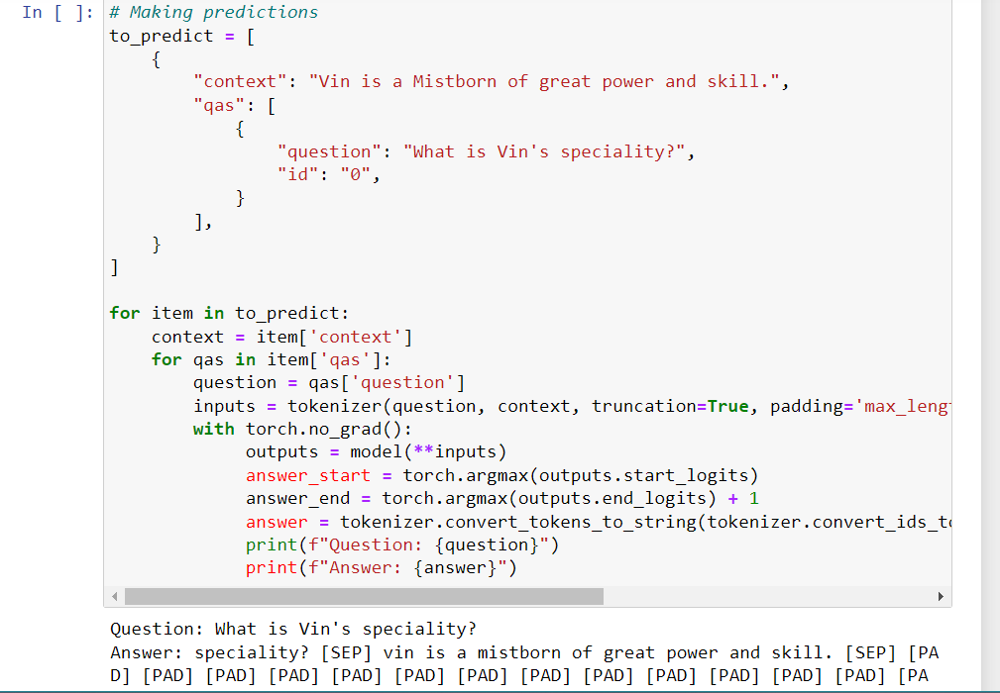 In [ ]: # Making predictions
to_predict = [
    {
        "context": "Vin is a Mistborn of great power and skill.",
        "qas": [
            {
                "question": "What is Vin's speciality?",
                "id": "0",
            }
        ],
    }
]
for item in to_predict:
    context = item['context']
    for qas in item['qas']:
        question = qas['question']
        inputs = tokenizer(question, context, truncation=True, padding='max_leng
        with torch.no_grad():
             outputs = model(**inputs)
             answer_start = torch.argmax(outputs.start_logits)
             answer_end = torch.argmax(outputs.end_logits) + 1
             answer = tokenizer.convert_tokens_to_string(tokenizer.convert_ids_t
             print(f"Question: {question}")
             print(f"Answer: {answer}")
Question: What is Vin's speciality?
Answer: speciality? [SEP] vin is a mistborn of great power and skill. [SEP] [PA
D] [PAD] [PAD] [PAD] [PAD] [PAD] [PAD] [PAD] [PAD] [PAD] [PAD] [PAD] [PAD] [PA